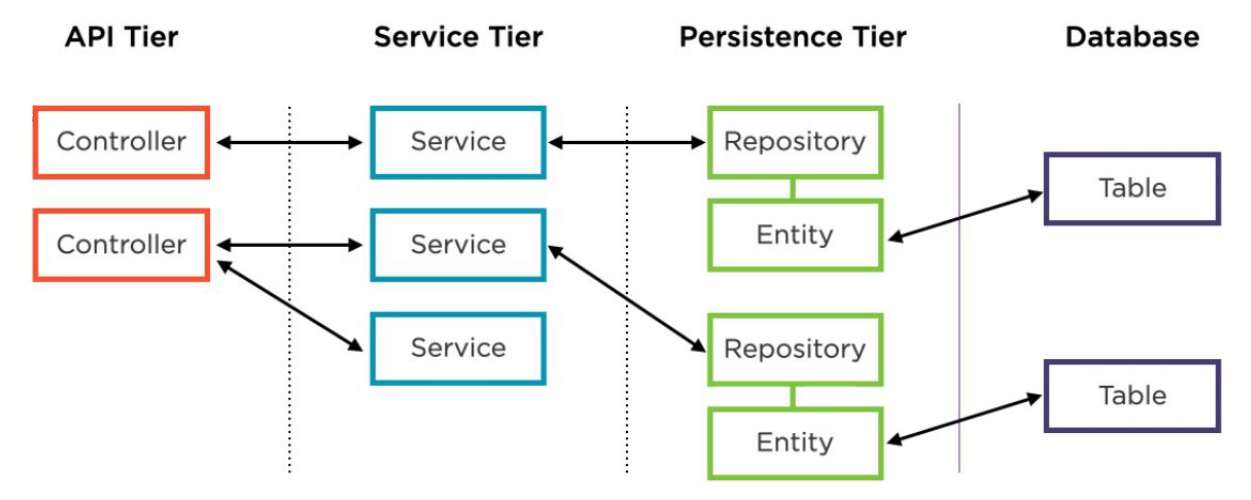 API Tier
Service Tier
Persistence Tier
Database
Controller
Service
Repository
Table
Entity
Controller
Service
Service
Repository
Table
Entity